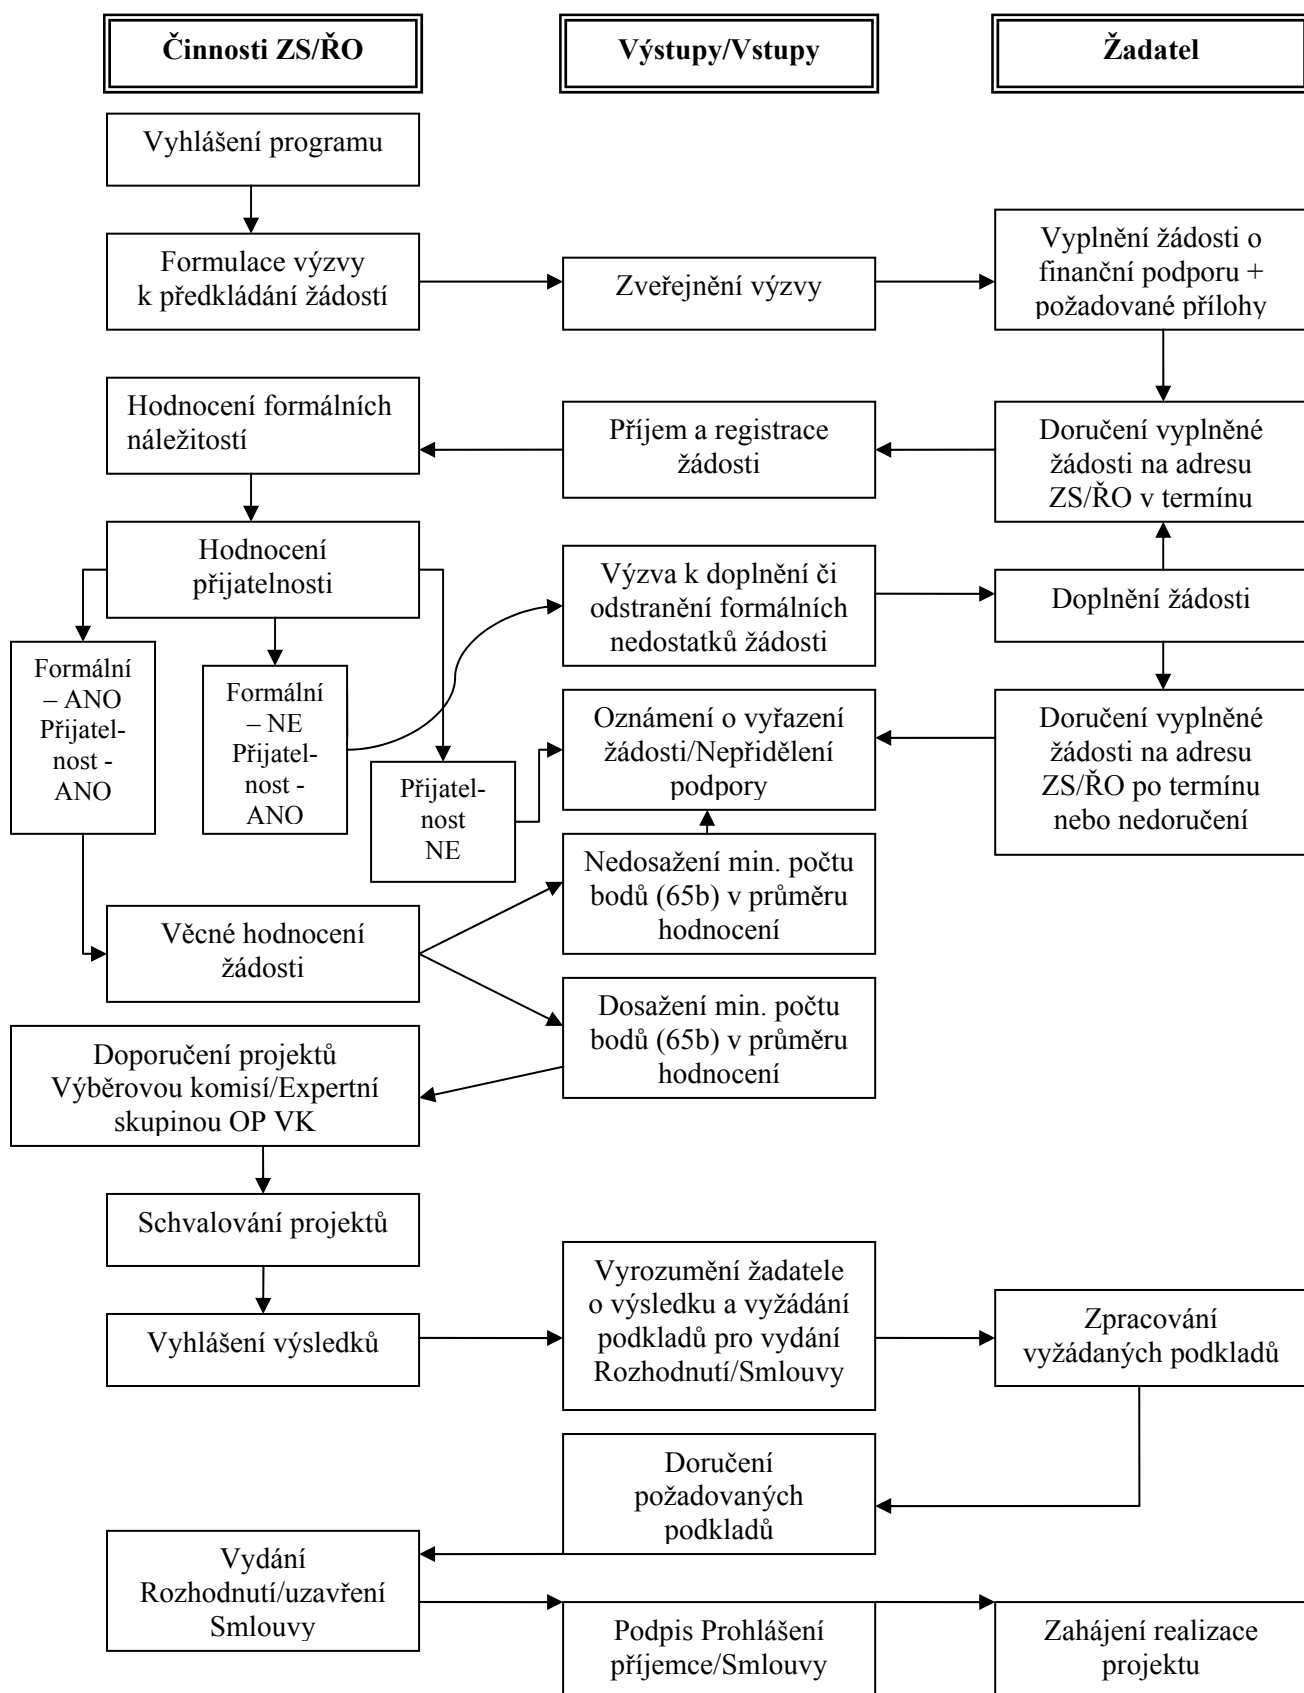 Činnosti ZS/ŘO
Výstupy/Vstupy
Žadatel
Vyhlášení programu
Formulace výzvy
k předkládání žádostí
Zveřejnění výzvy
Vyplnění žádosti o
finanční podporu +
požadované přílohy
Hodnocení formálních
náležitostí
Příjem a registrace
žádosti
Doručení vyplněné
žádosti na adresu
ZS/ŘO v termínu
Hodnocení
přijatelnosti
Výzva k doplnění či
odstranění formálních
nedostatků žádosti
Doplnění žádosti
Formální
– ANO
Přijatel-
nost -
ANO
Formální
– NE
Přijatel-
nost -
ANO
Přijatel-
nost
NE
Oznámení o vyřazení
žádosti/Nepřidělení
podpory
Doručení vyplněné
žádosti na adresu
ZS/ŘO po termínu
nebo nedoručení
Nedosažení min. počtu
bodů (65b) v průměru
hodnocení
Věcné hodnocení
žádosti
Dosažení min. počtu
bodů (65b) v průměru
hodnocení
Doporučení projektů
Výběrovou komisí/Expertní
skupinou OP VK
Schvalování projektů
Vyhlášení výsledků
Vyrozumění žadatele
o výsledku a vyžádání
podkladů pro vydání
Rozhodnutí/Smlouvy
Zpracování
vyžádaných podkladů
Doručení
požadovaných
podkladů
Vydání
Rozhodnutí/uzavření
Smlouvy
Podpis Prohlášení
příjemce/Smlouvy
Zahájení realizace
projektu